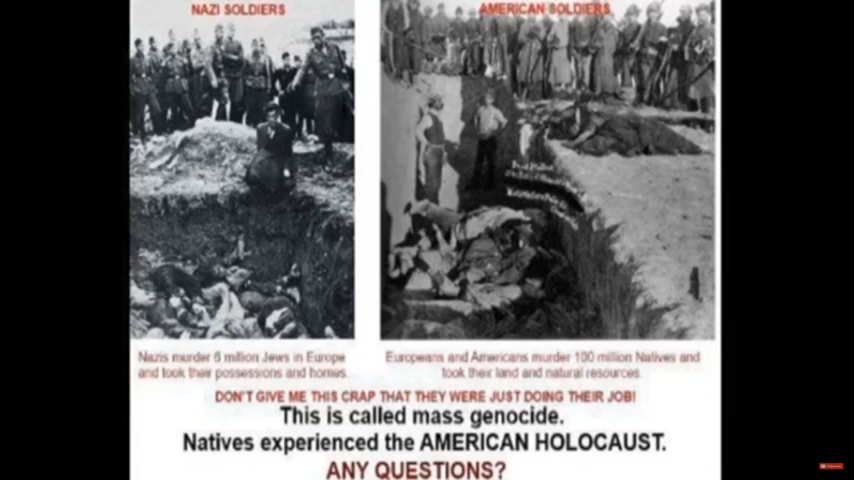 NAZI SOLDIERS
AMERICAN SOLDIERS
Nazis murder 6 million Jews in Europe
and took their possessions and homes.
Europeans and Americans murder 100 million Natives and
took their land and natural resources.
DON'T GIVE ME THIS CRAP THAT THEY WERE JUST DOING THEIR JOB!
This is called mass genocide.
Natives experienced the AMERICAN HOLOCAUST.
ANY QUESTIONS?